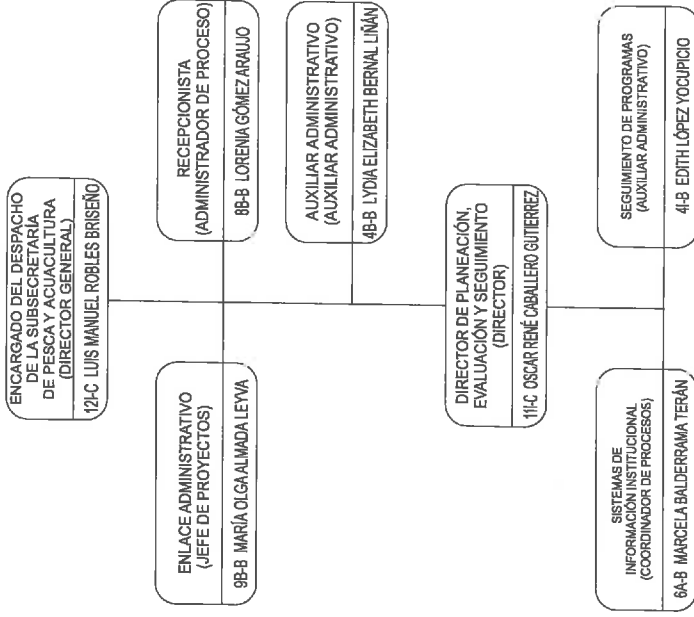 ENCARGADO DEL DESPACHO
DE LA SUBSECRETARÍA
DE PESCA Y ACUACULTURA
(DIRECTOR GENERAL)
12I-C LUIS MANUEL ROBLES BRISEÑO
ENLACE ADMINISTRATIVO
(JEFE DE PROYECTOS)
9B-B MARÍA OLGA ALMADA LEYVA
RECEPCIONISTA
(ADMINISTRADOR DE PROCESO)
8B-B LORENIA GÓMEZ ARAUJO
AUXILIAR ADMINISTRATIVO
(AUXILIAR ADMINISTRATIVO)
4B-B LYDIA ELIZABETH BERNAL LIÑÁN
DIRECTOR DE PLANEACIÓN,
EVALUACIÓN Y SEGUIMIENTO
(DIRECTOR)
11I-C OSCAR RENÉ CABALLERO GUTIERREZ
SISTEMAS DE
INFORMACIÓN INSTITUCIONAL
(COORDINADOR DE PROCESOS)
6A-B MARCELA BALDERRAMA TERÁN
SEGUIMIENTO DE PROGRAMAS
(AUXILIAR ADMINISTRATIVO)
4I-B EDITH LÓPEZ YOCUPICIO